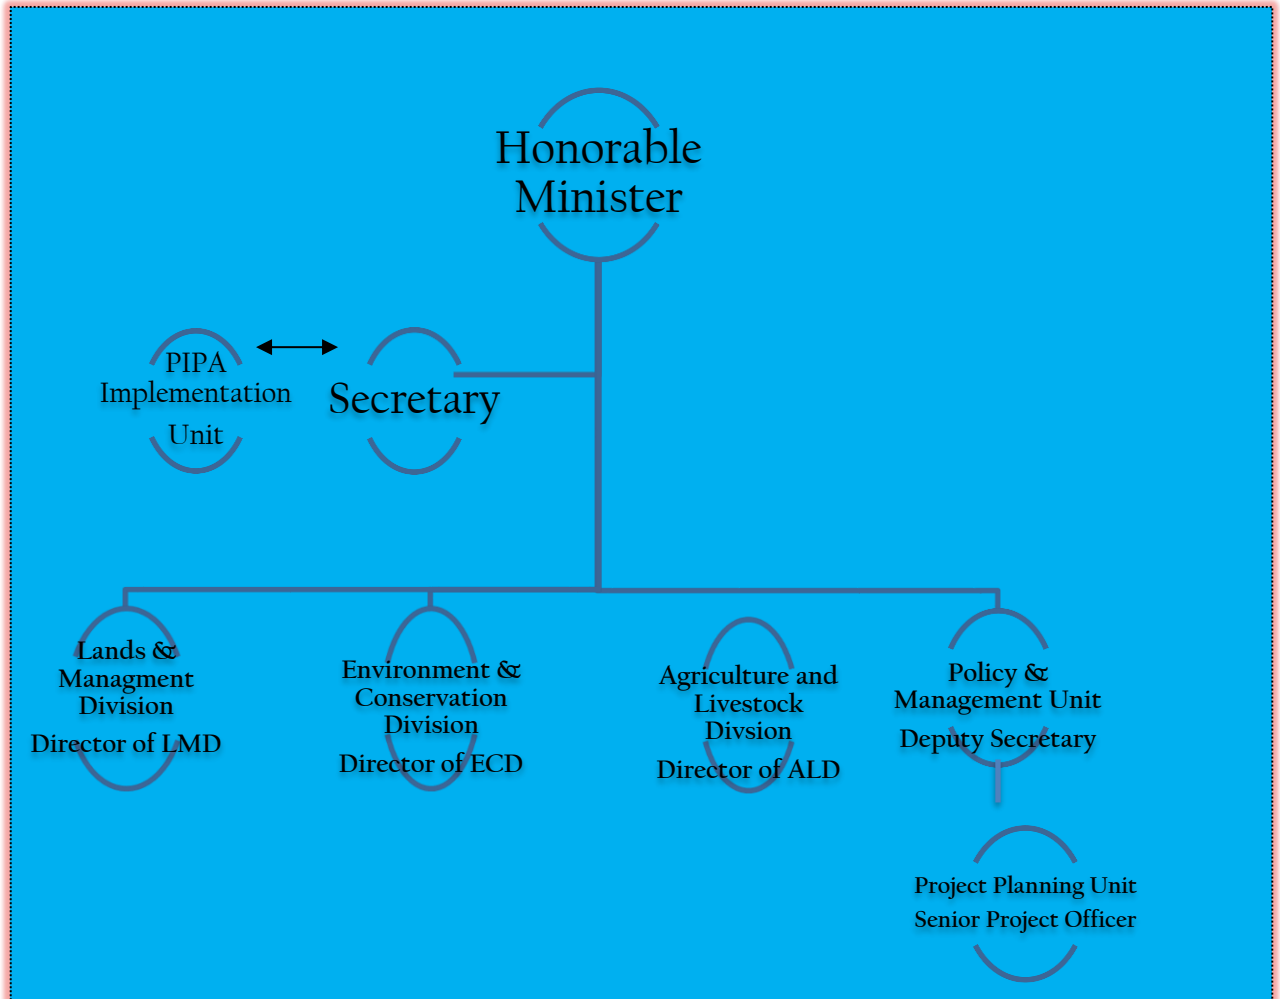 Honorable
Minister
PIPA
Implementation
Unit
Secretary
Lands &
Managment
Division
Director of LMD
Environment &
Conservation
Division
Director of ECD
Agriculture and
Livestock
Divsion
Director of ALD
Policy &
Management Unit
Deputy Secretary
Project Planning Unit
Senior Project Officer